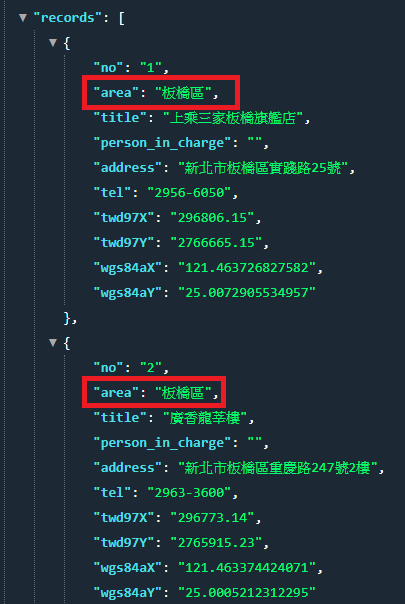 "records": [
{
"no": "1",
"area": "板橋區",
"title": "上乘三家板橋旗艦店",
"person_in_charge": "",
"address": "新北市板橋區實踐路25號",
"tel": "2956-6050",
"twd97X": "296806.15",
"twd97Y": "2766665.15",
"wgs84aX": "121.463726827582",
"wgs84aY": "25.0072905534957"
},
{
"no": "2",
"area": "板橋區",
"title": "廣香龍莘樓",
"person_in_charge": "",
"address": "新北市板橋區重慶路247號2樓",
"tel": "2963-3600",
"twd97X": "296773.14",
"twd97Y": "2765915.23",
"wgs84aX": "121.463374424071",
"wgs84aY": "25.0005212312295"